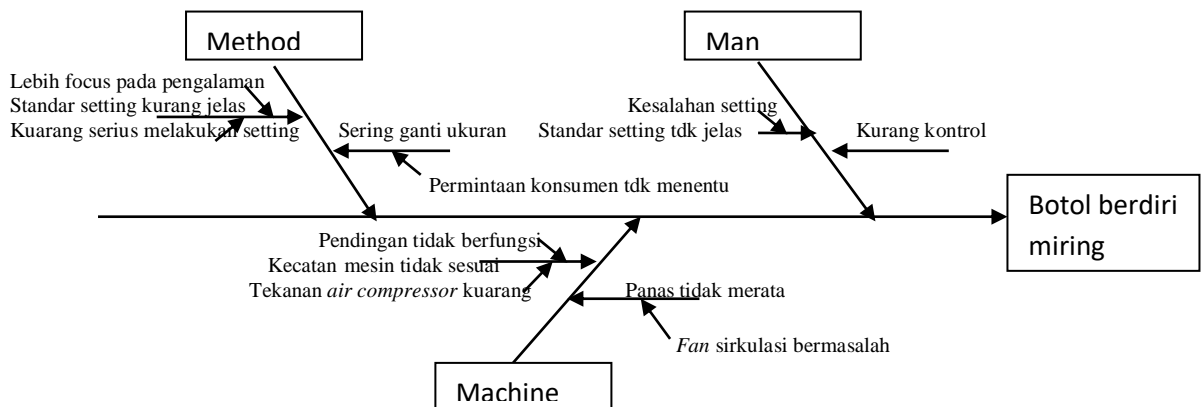 Method
Man
Lebih focus pada pengalaman
Standar setting kurang jelas
Kuarang serius melakukan setting
Sering ganti ukuran
Permintaan konsumen tdk menentu
Kesalahan setting
Standar setting tdk jelas
Kurang kontrol
Botol berdiri
miring
Pendingan tidak berfungsi
Kecatan mesin tidak sesuai
Tekanan air compressor kuarang
Panas tidak merata
Fan sirkulasi bermasalah
Machine